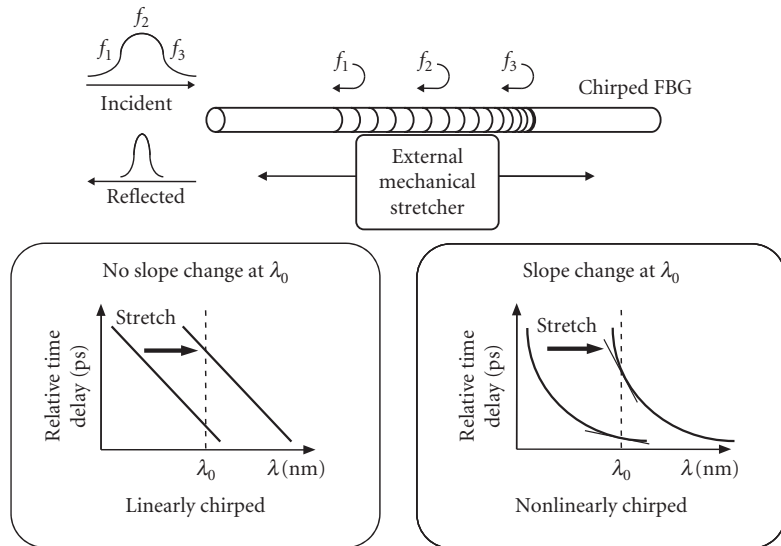 f2
f1
f3
Incident
Reflected
f1
f2
f3
Chirped FBG
External
mechanical
stretcher
No slope change at λ0
Stretch
Relative time
delay (ps)
λ0
λ (nm)
Linearly chirped
Slope change at λ0
Stretch
Relative time
delay (ps)
λ0
λ (nm)
Nonlinearly chirped